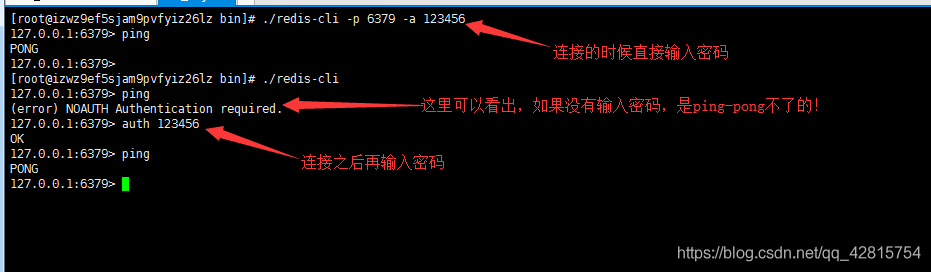 [root@izwz9ef5sjam9pvfyiz26lz bin]# ./redis-cli -p 6379 -a 123456
127.0.0.1:6379> ping
PONG
连接的时候直接输入密码
127.0.0.1:6379>
[root@izwz9ef5sjam9pvfyiz26lz bin]# ./redis-cli
127.0.0.1:6379> ping
(error) NOAUTH Authentication required.
这里可以看出，如果没有输入密码，是ping-pong不了的！
127.0.0.1:6379> auth 123456
OK
127.0.0.1:6379> ping
连接之后再输入密码
PONG
127.0.0.1:6379>
https://blog.csdn.net/qq_42815754